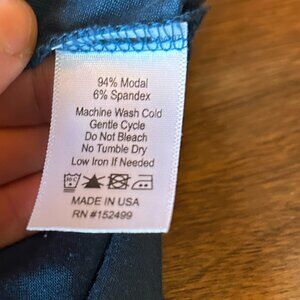 94% Modal
6% Spandex
Machine Wash Cold
Gentle Cycle
Do Not Bleach
No Tumble Dry
Low Iron If Needed
MADE IN USA
RN #152499